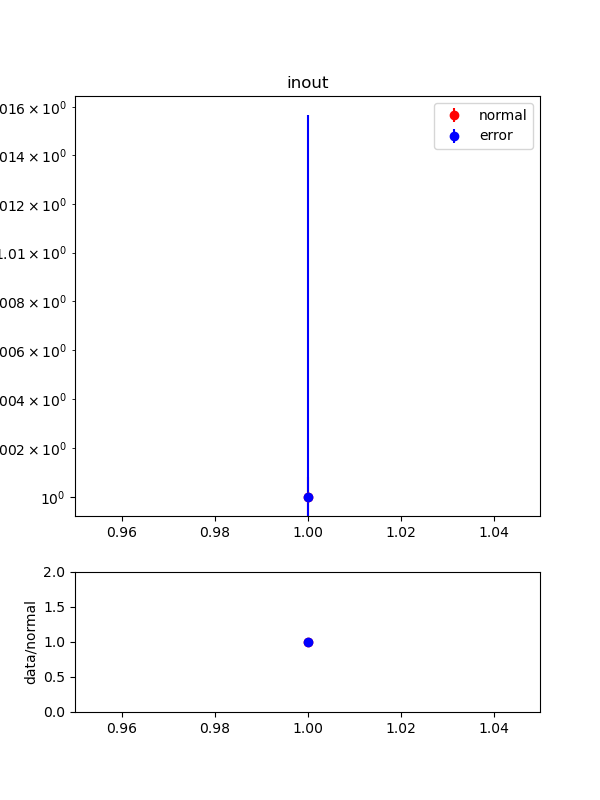 inout
016 × 10⁰
014 × 10⁰
012 × 10⁰
1.01 × 10⁰
008 × 10⁰
006 × 10⁰
004 × 10⁰
002 × 10⁰
10⁰
normal
error
0.96 0.98 1.00 1.02 1.04
data/normal
2.0
1.5
1.0
0.5
0.0
0.96 0.98 1.00 1.02 1.04